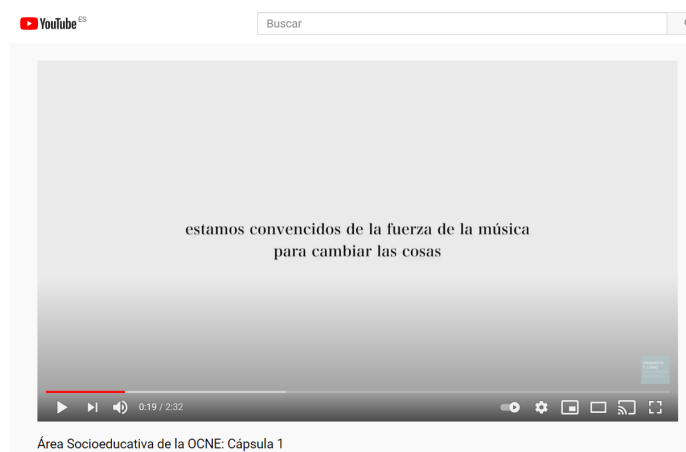 YouTube ES
Buscar
estamos convencidos de la fuerza de la música
para cambiar las cosas
0:19 / 2:32
Área Socioeducativa de la OCNE: Cápsula 1